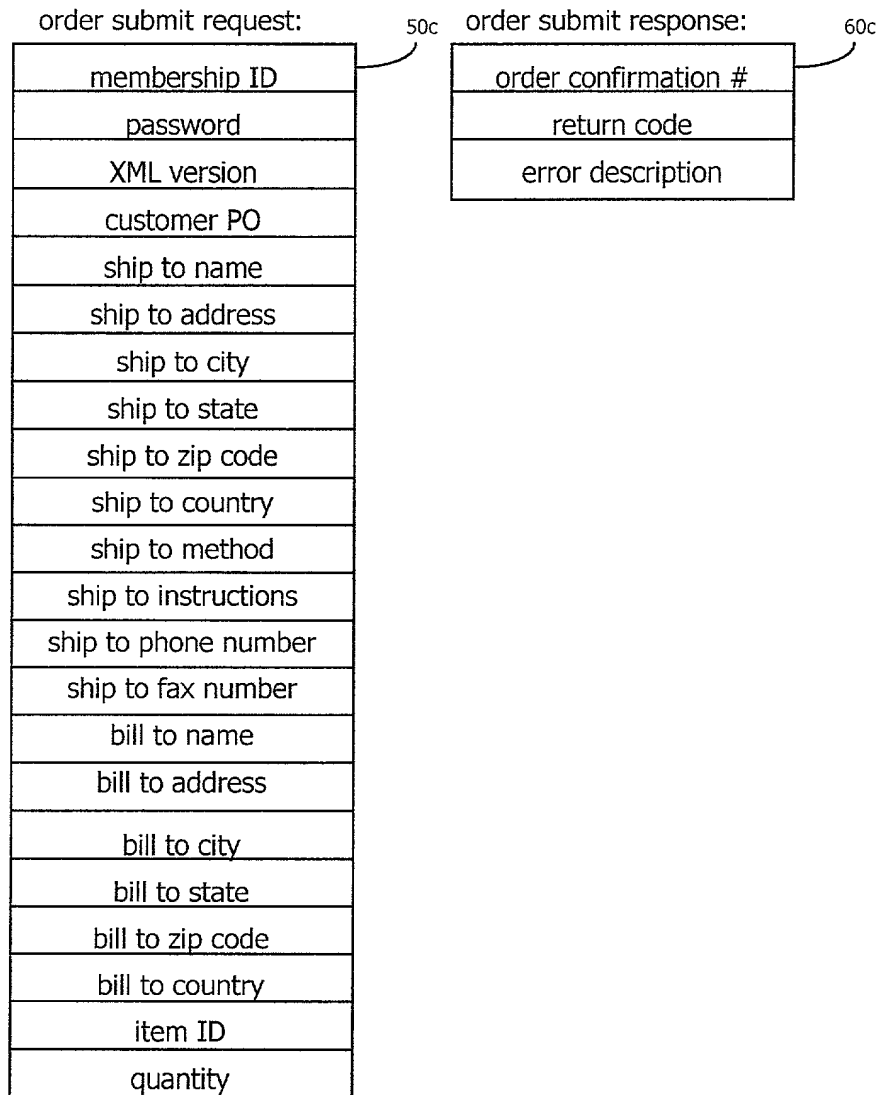 order submit request:
50c
membership ID
password
XML version
customer PO
ship to name
ship to address
ship to city
ship to state
ship to zip code
ship to country
ship to method
ship to instructions
ship to phone number
ship to fax number
bill to name
bill to address
bill to city
bill to state
bill to zip code
bill to country
item ID
quantity
order submit response:
60c
order confirmation #
return code
error description